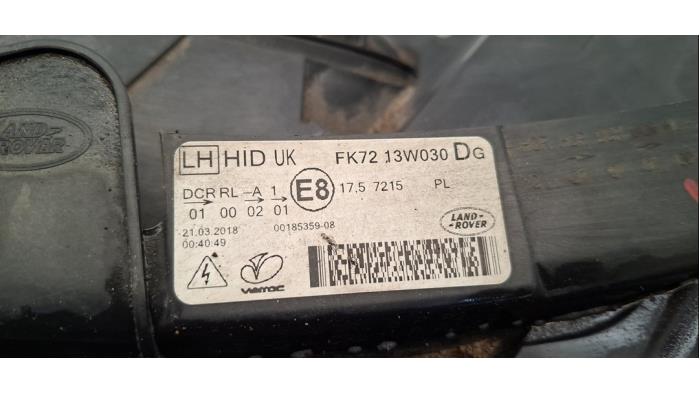 LAND-
ROVER
LH HID UK FK72 13W030 DG
DCR RL -A 1 E8 17,5 7215 PL
01 00 02 01
21.03.2018 00185359-08
00:40:49
LAND-
-ROVER
varroc